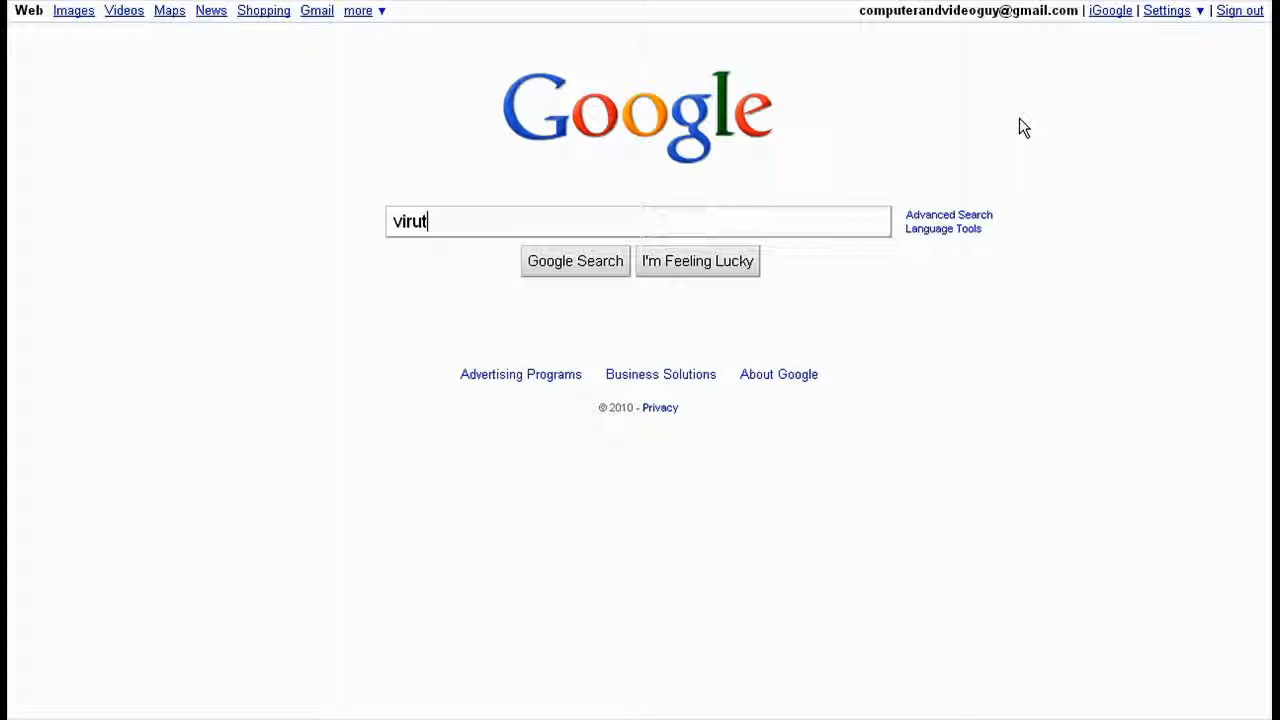 Web Images Videos Maps News Shopping Gmail more ▼ computerandvideoguy@gmail.com | iGoogle | Settings ▼ | Sign out
Google
virut
Advanced Search
Language Tools
Google Search I'm Feeling Lucky
Advertising Programs Business Solutions About Google
© 2010 - Privacy